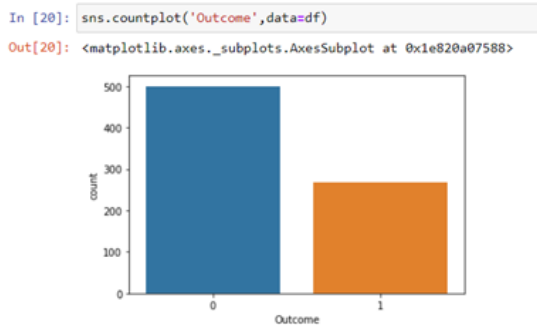 In [20]: sns.countplot('Outcome',data=df)
Out[20]: <matplotlib.axes._subplots.AxesSubplot at 0x1e820a07588>
500
400
300
200
100
0
count
0 1
Outcome